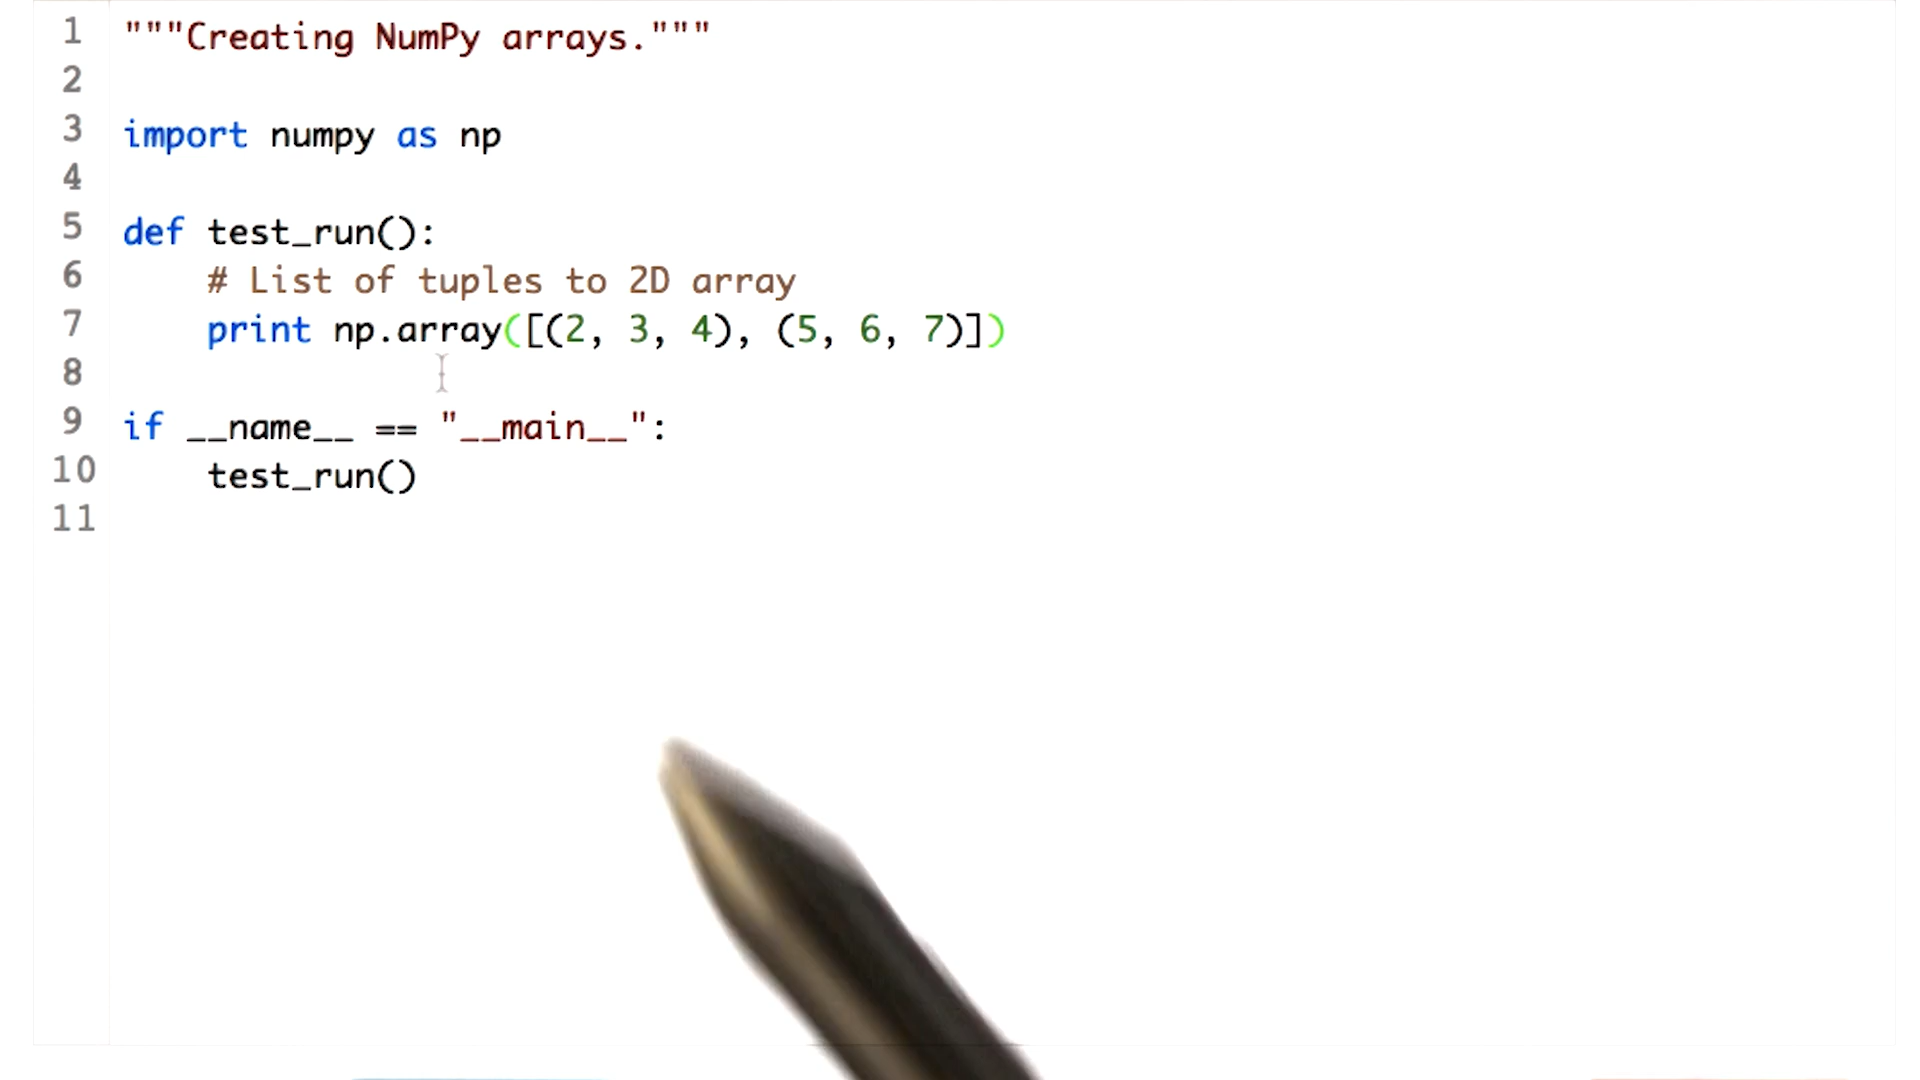 1 """Creating NumPy arrays."""
2
3 import numpy as np
4
5 def test_run():
6     # List of tuples to 2D array
7     print np.array([(2, 3, 4), (5, 6, 7)])
8
9 if __name__ == "__main__":
10     test_run()
11